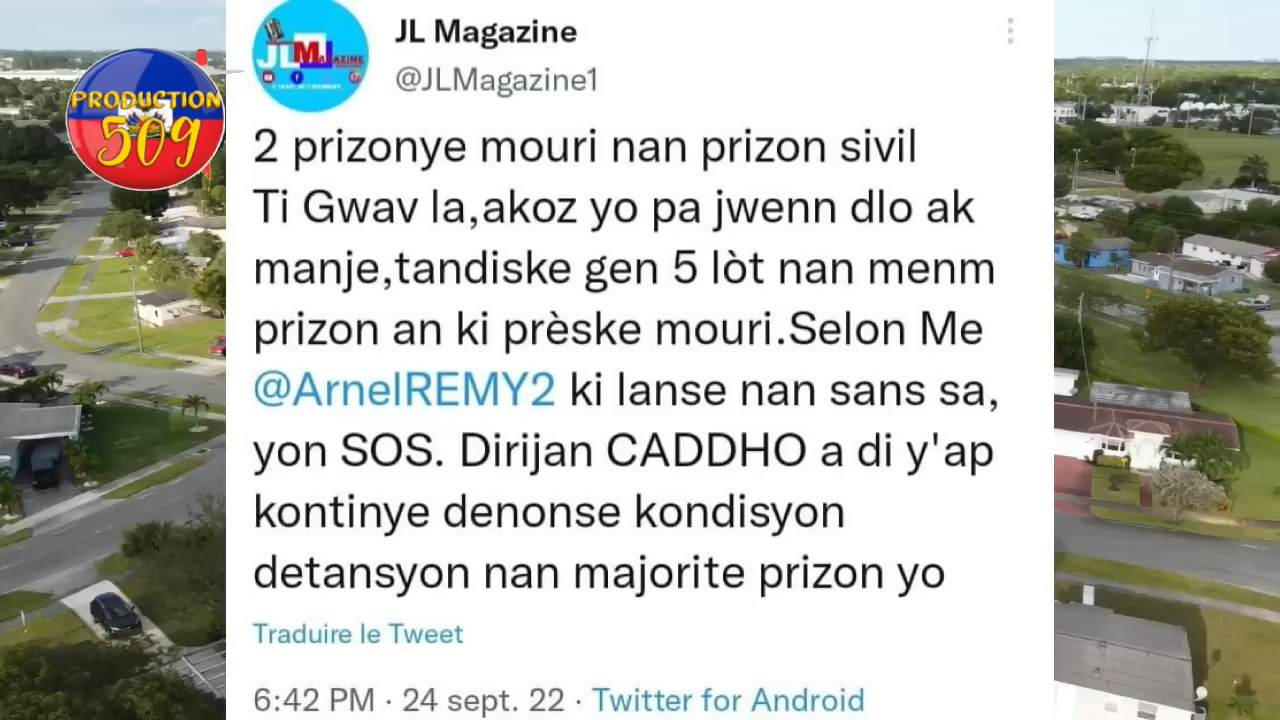 JL Magazine
@JLMagazine1
PRODUCTION
509
JLMAGAZINE
2 prizonye mouri nan prizon sivil
Ti Gwav la,akoz yo pa jwenn dlo ak
manje,tandiske gen 5 lòt nan menm
prizon an ki prèske mouri.Selon Me
@ArnelREMY2 ki lanse nan sans sa,
yon SOS. Dirijan CADDHO a di y'ap
kontinye denonse kondisyon
detansyon nan majorite prizon yo
Traduire le Tweet
6:42 PM · 24 sept. 22 · Twitter for Android